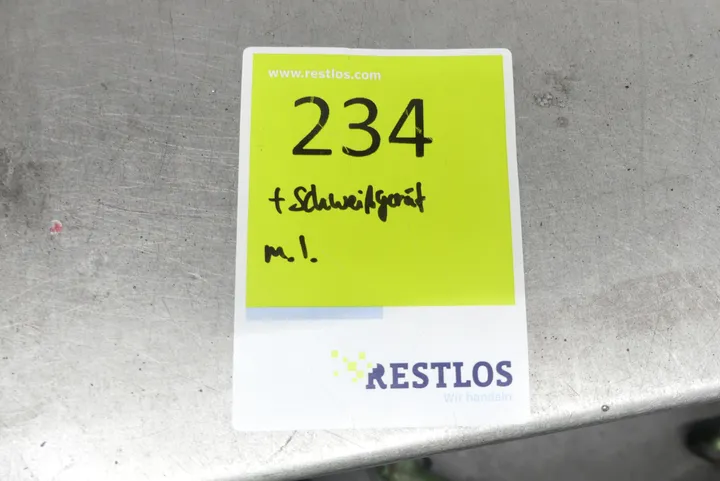 www.restlos.com
234
+ Schweißgerät
m. l.
RESTLOS
Wir handeln